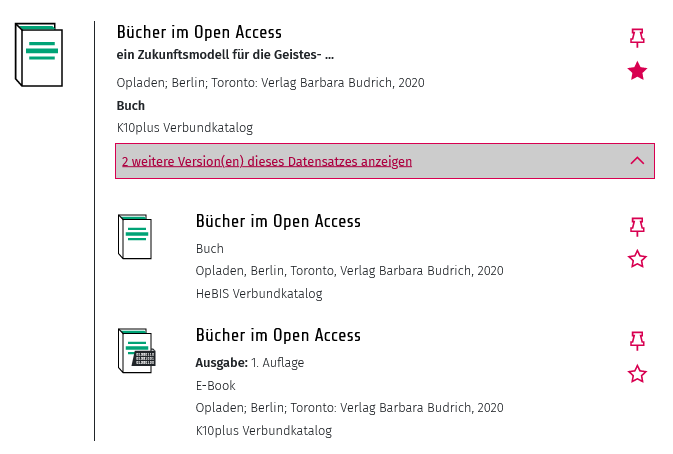 Bücher im Open Access
ein Zukunftsmodell für die Geistes- ...
Opladen; Berlin; Toronto: Verlag Barbara Budrich, 2020
Buch
K10plus Verbundkatalog
2 weitere Version(en) dieses Datensatzes anzeigen
Bücher im Open Access
Buch
Opladen, Berlin, Toronto, Verlag Barbara Budrich, 2020
HeBIS Verbundkatalog
Bücher im Open Access
Ausgabe: 1. Auflage
E-Book
Opladen; Berlin; Toronto: Verlag Barbara Budrich, 2020
K10plus Verbundkatalog